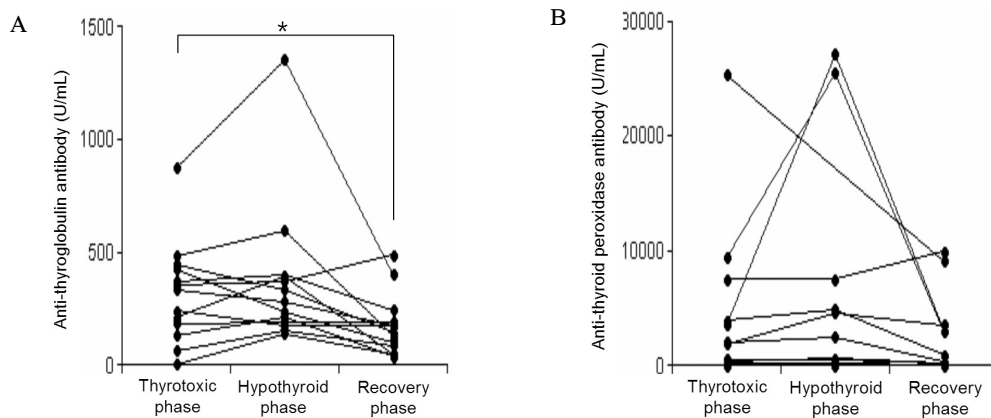 A
Anti-thyroglobulin antibody (U/mL)
1500
1000
500
0
*
Thyrotoxic
phase
Hypothyroid
phase
Recovery
phase
B
Anti-thyroid peroxidase antibody (U/mL)
30000
20000
10000
0
Thyrotoxic
phase
Hypothyroid
phase
Recovery
phase